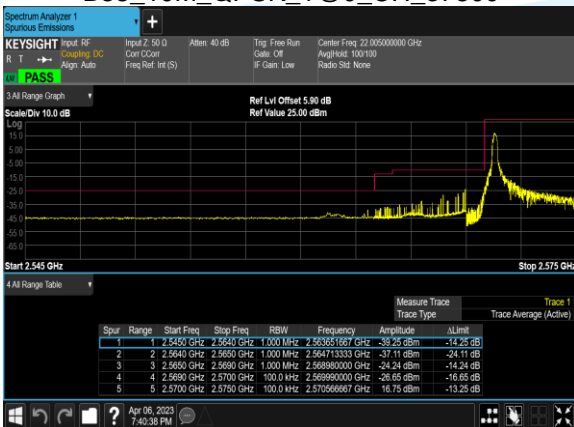 Spectrum Analyzer 1
Spurious Emissions
+
KEYSIGHT Input: RF Input Z: 50 Ω Atten: 40 dB Trig: Free Run Center Freq: 22.005000000 GHz
R T Coupling: DC Corr CCorr Gate: Off Avg|Hold: 100/100
Align: Auto Freq Ref: Int (S) IF Gain: Low Radio Std: None
PASS
3 All Range Graph Ref Lvl Offset 5.90 dB
Scale/Div 10.0 dB Ref Value 25.00 dBm
Log
15.0
5.00
-5.00
-15.0
-25.0
-35.0
-45.0
-55.0
-65.0
Start 2.545 GHz Stop 2.575 GHz
4 All Range Table
Measure Trace Trace 1
Trace Type Trace Average (Active)
Spur Range Start Freq Stop Freq RBW Frequency Amplitude ΔLimit
1 1 2.5450 GHz 2.5640 GHz 1.000 MHz 2.563651667 GHz -39.25 dBm -14.25 dB
2 2 2.5640 GHz 2.5650 GHz 1.000 MHz 2.564713333 GHz -37.11 dBm -24.11 dB
3 3 2.5650 GHz 2.5690 GHz 1.000 MHz 2.568980000 GHz -24.24 dBm -14.24 dB
4 4 2.5690 GHz 2.5700 GHz 100.0 kHz 2.569990000 GHz -26.65 dBm -16.65 dB
5 5 2.5700 GHz 2.5750 GHz 100.0 kHz 2.570566667 GHz 16.75 dBm -13.25 dB
? Apr 06, 2023
7:40:38 PM